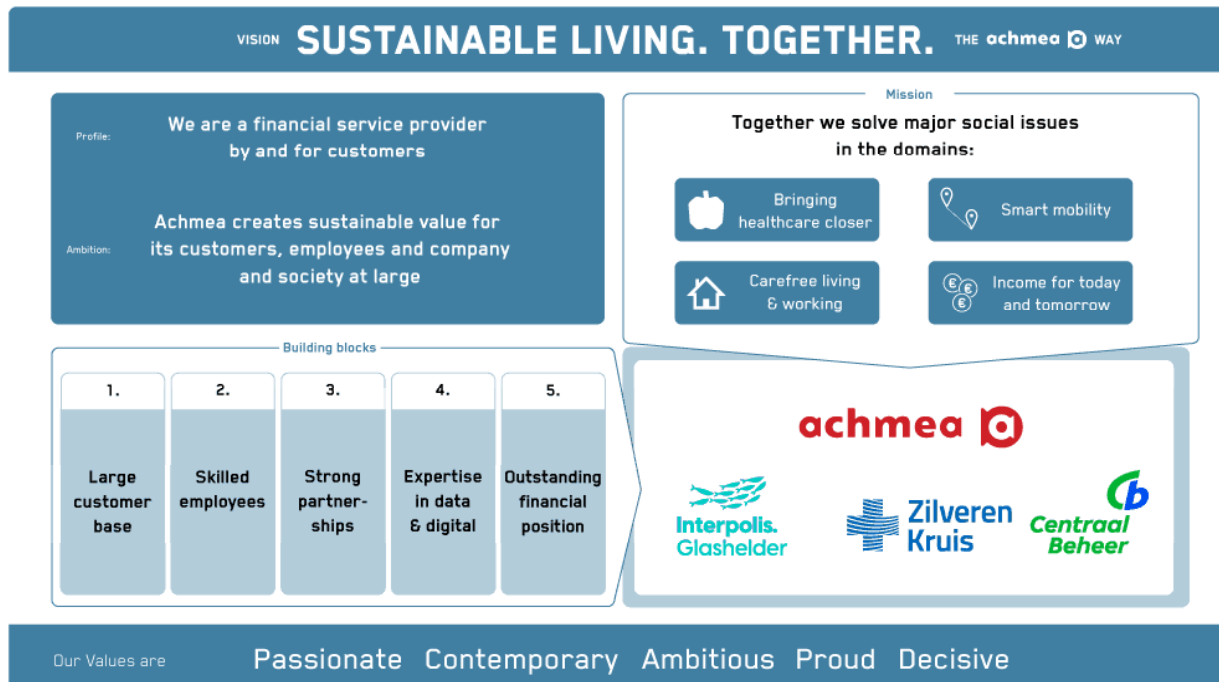 VISION SUSTAINABLE LIVING. TOGETHER. THE achmea WAY
Profile:
We are a financial service provider
by and for customers
Ambition:
Achmea creates sustainable value for
its customers, employees and company
and society at large
Mission
Together we solve major social issues
in the domains:
Bringing
healthcare closer
Smart mobility
Carefree living
& working
€ € €
Income for today
and tomorrow
Building blocks
1.
Large
customer
base
2.
Skilled
employees
3.
Strong
partner-
ships
4.
Expertise
in data
& digital
5.
Outstanding
financial
position
achmea
Interpolis.
Glashelder
Zilveren
Kruis
Cb
Centraal
Beheer
Our Values are Passionate Contemporary Ambitious Proud Decisive